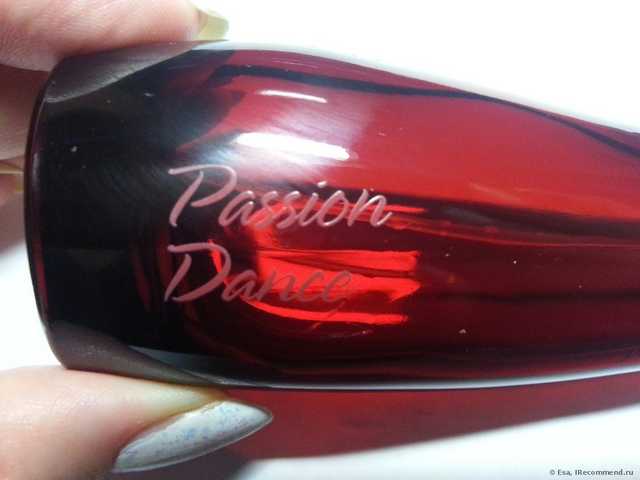 Passion
Dance
© Esa, IRecommend.ru